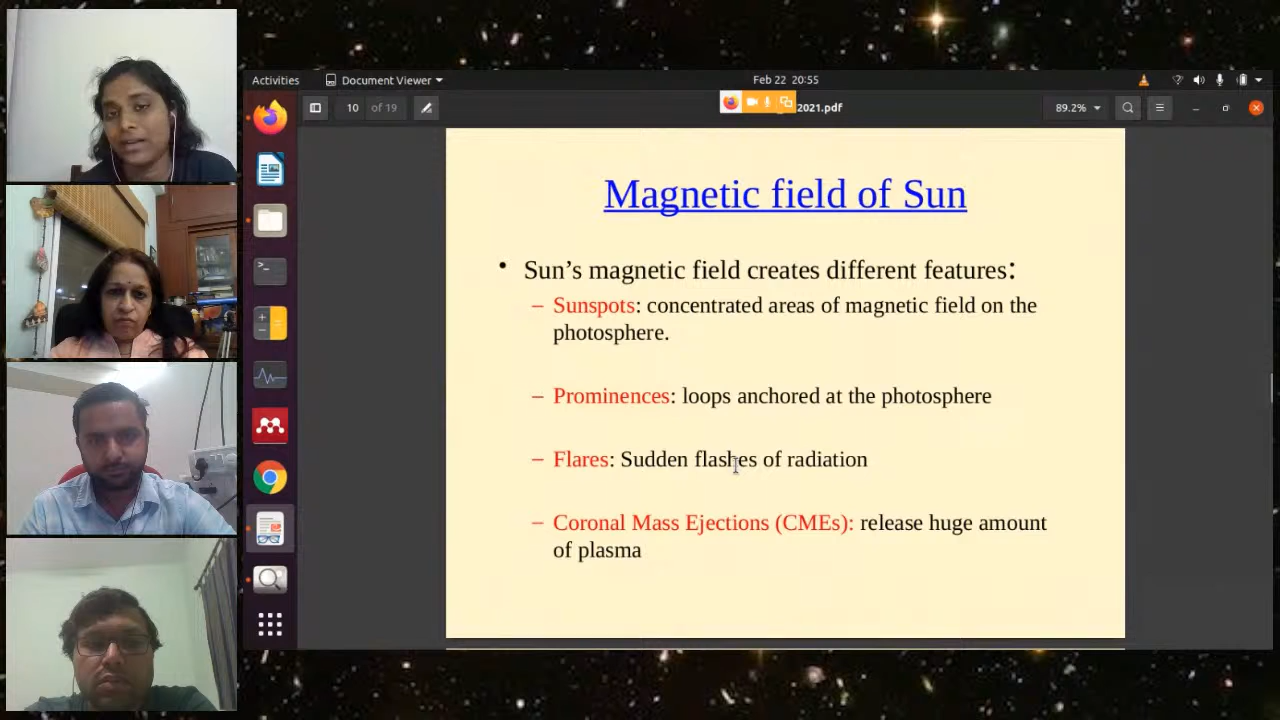 Activities
Document Viewer
Feb 22 20:55
10 of 19
2021.pdf
89.2%
Magnetic field of Sun
• Sun’s magnetic field creates different features:
– Sunspots: concentrated areas of magnetic field on the
photosphere.
– Prominences: loops anchored at the photosphere
– Flares: Sudden flashes of radiation
– Coronal Mass Ejections (CMEs): release huge amount
of plasma